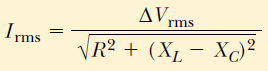 I_rms = ΔV_rms / √(R² + (X_L − X_C)²)